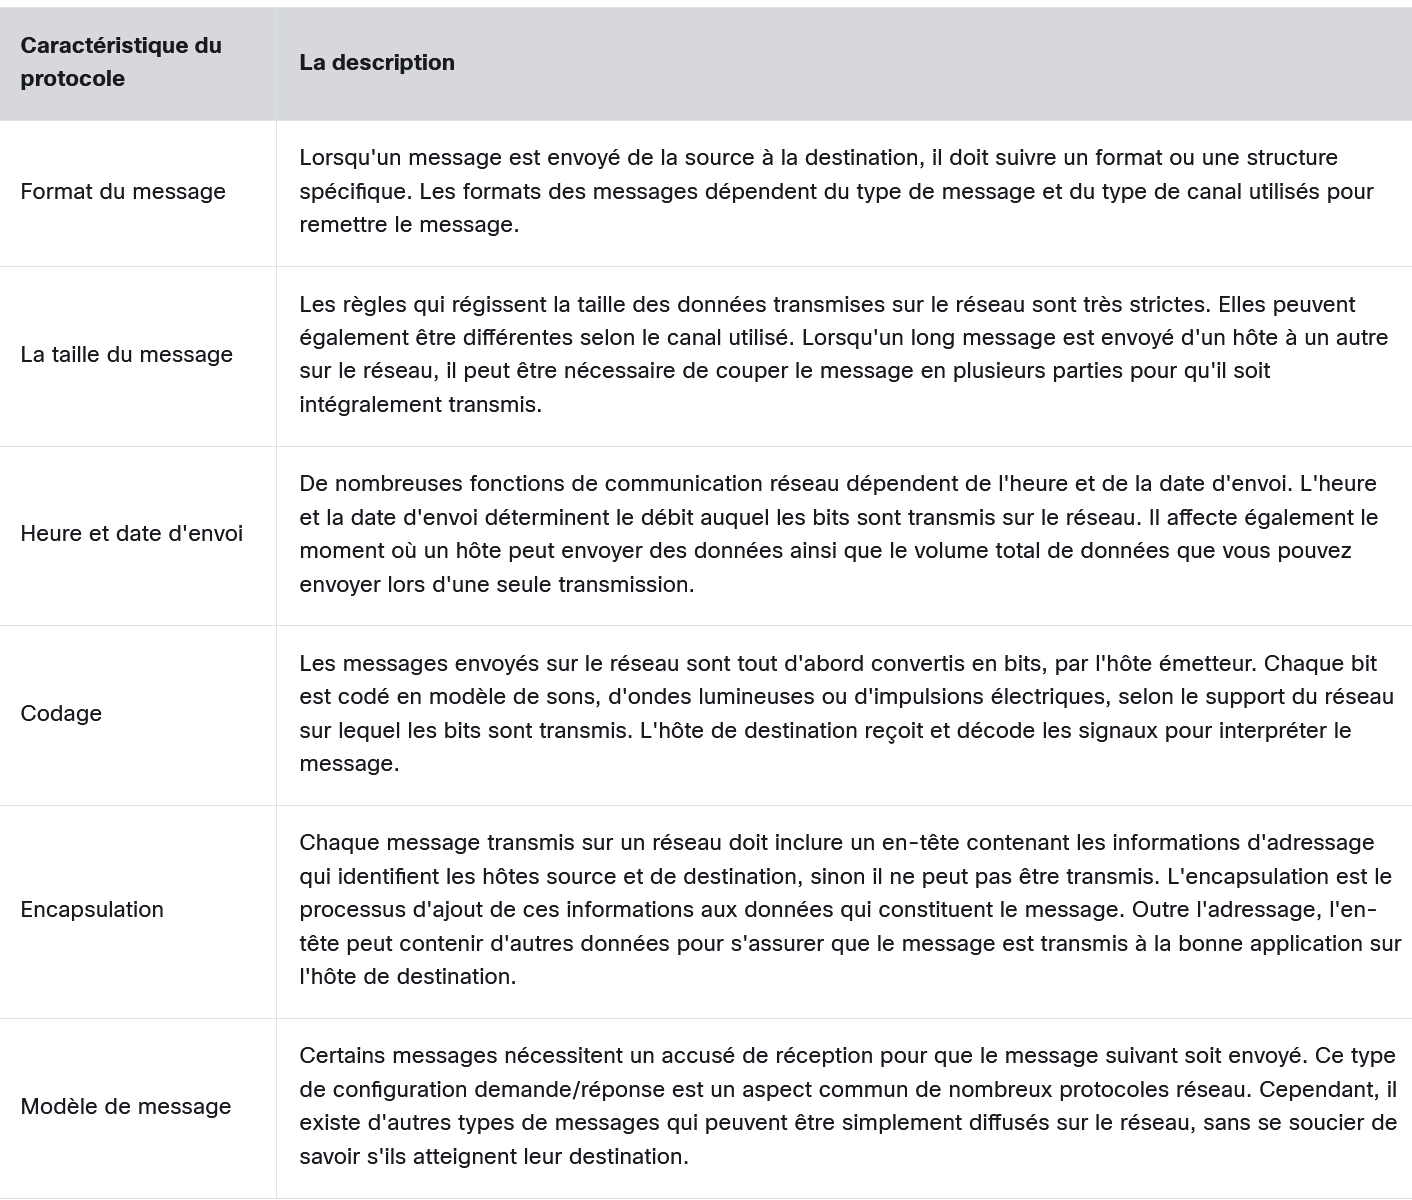 Caractéristique du
protocole
La description
Format du message
Lorsqu'un message est envoyé de la source à la destination, il doit suivre un format ou une structure
spécifique. Les formats des messages dépendent du type de message et du type de canal utilisés pour
remettre le message.
La taille du message
Les règles qui régissent la taille des données transmises sur le réseau sont très strictes. Elles peuvent
également être différentes selon le canal utilisé. Lorsqu'un long message est envoyé d'un hôte à un autre
sur le réseau, il peut être nécessaire de couper le message en plusieurs parties pour qu'il soit
intégralement transmis.
Heure et date d'envoi
De nombreuses fonctions de communication réseau dépendent de l'heure et de la date d'envoi. L'heure
et la date d'envoi déterminent le débit auquel les bits sont transmis sur le réseau. Il affecte également le
moment où un hôte peut envoyer des données ainsi que le volume total de données que vous pouvez
envoyer lors d'une seule transmission.
Codage
Les messages envoyés sur le réseau sont tout d'abord convertis en bits, par l'hôte émetteur. Chaque bit
est codé en modèle de sons, d'ondes lumineuses ou d'impulsions électriques, selon le support du réseau
sur lequel les bits sont transmis. L'hôte de destination reçoit et décode les signaux pour interpréter le
message.
Encapsulation
Chaque message transmis sur un réseau doit inclure un en-tête contenant les informations d'adressage
qui identifient les hôtes source et de destination, sinon il ne peut pas être transmis. L'encapsulation est le
processus d'ajout de ces informations aux données qui constituent le message. Outre l'adressage, l'en-
tête peut contenir d'autres données pour s'assurer que le message est transmis à la bonne application sur
l'hôte de destination.
Modèle de message
Certains messages nécessitent un accusé de réception pour que le message suivant soit envoyé. Ce type
de configuration demande/réponse est un aspect commun de nombreux protocoles réseau. Cependant, il
existe d'autres types de messages qui peuvent être simplement diffusés sur le réseau, sans se soucier de
savoir s'ils atteignent leur destination.